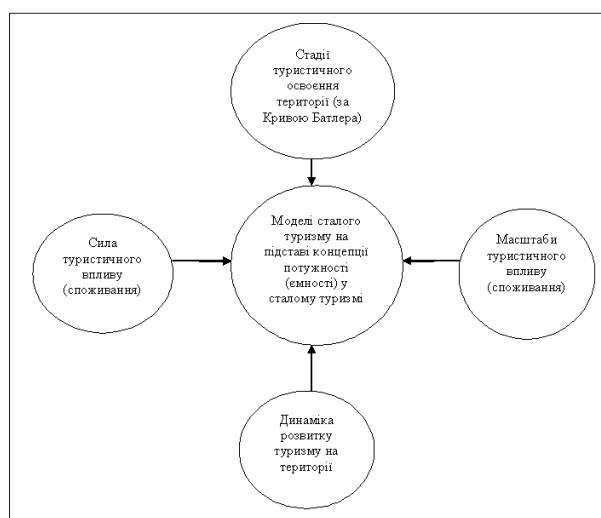 Стадії
туристичного
освоєння
території (за
Кривою Батлера)
Сила
туристичного
впливу
(споживання)
Моделі сталого
туризму на
підставі концепції
потужності
(ємності) у
сталому туризмі
Масштаби
туристичного
впливу
(споживання)
Динаміка
розвитку
туризму на
території